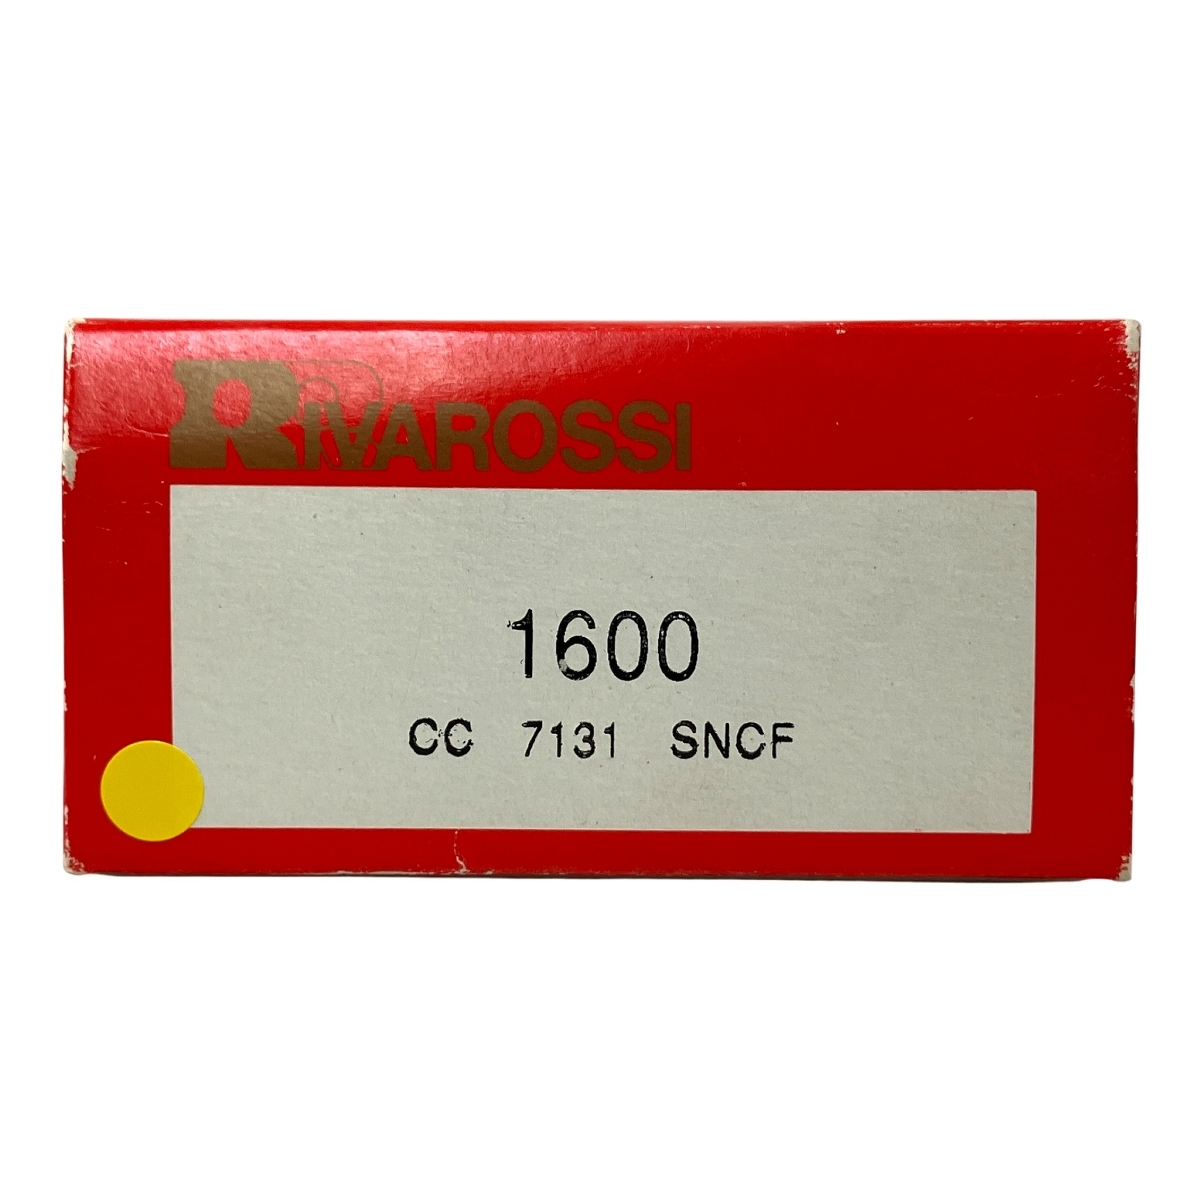 RIVAROSSI
1600
CC 7131 SNCF